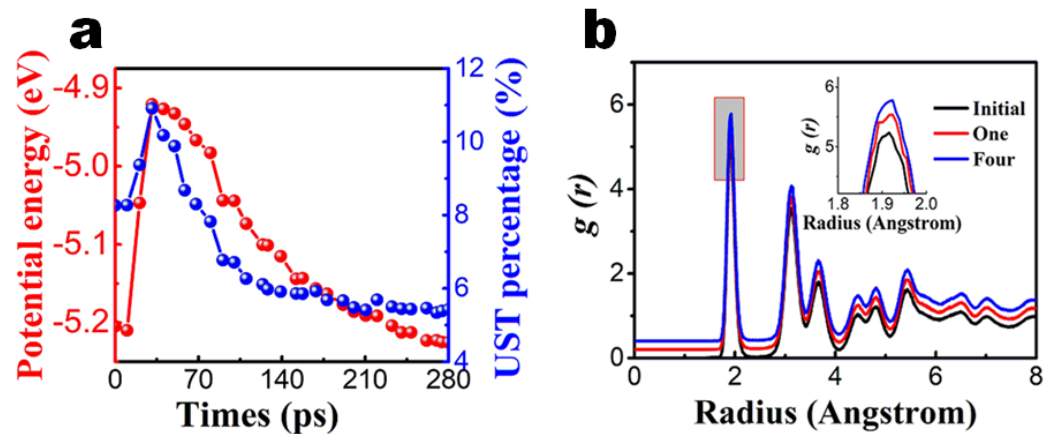 a
Potential energy (eV)
-4.9
-5.0
-5.1
-5.2
0
70
140
210
280
Times (ps)
12
10
8
6
4
UST percentage (%)
b
g (r)
6
4
2
0
0
2
4
6
8
Radius (Angstrom)
g (r)
6
5
1.8
1.9
2.0
Radius (Angstrom)
Initial
One
Four